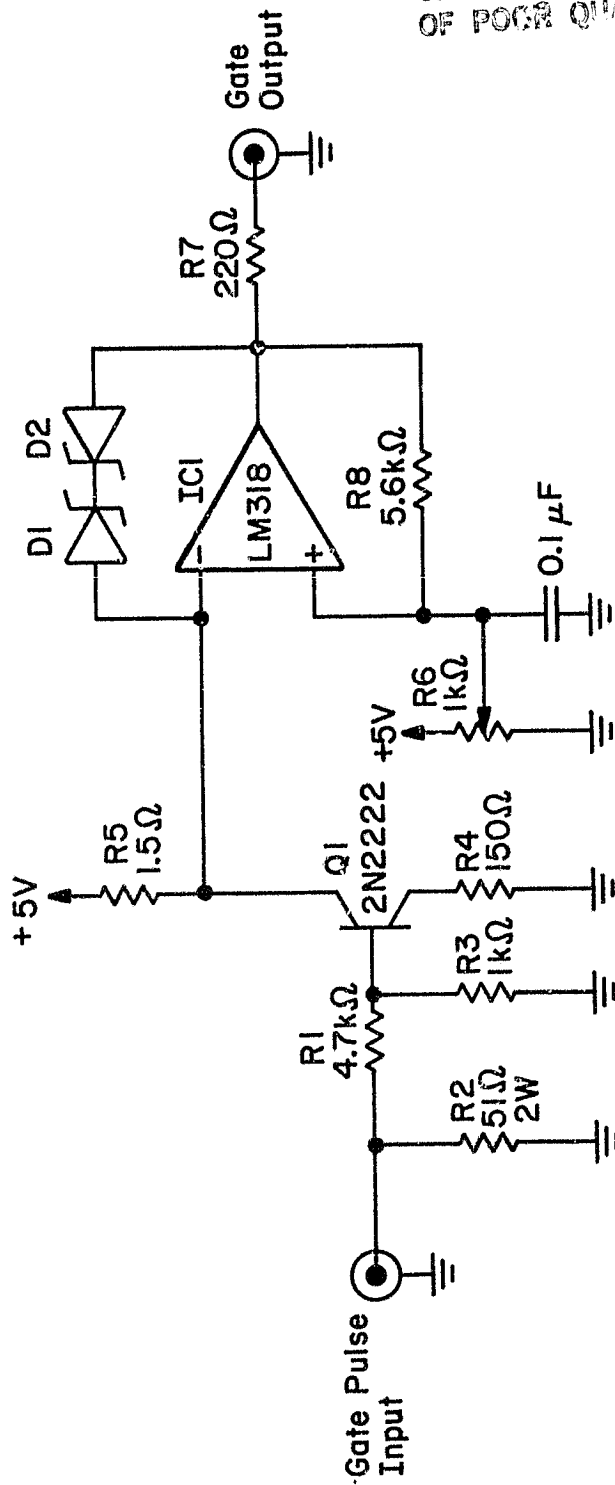 OF POOR
Gate Pulse
Input
R2
51Ω
2W
R1
4.7kΩ
R3
1kΩ
R4
150Ω
Q1
2N2222
+5V
R5
1.5Ω
+5V
R6
1kΩ
0.1 μF
D1
D2
IC1
LM318
-
+
R8
5.6kΩ
R7
220Ω
Gate
Output